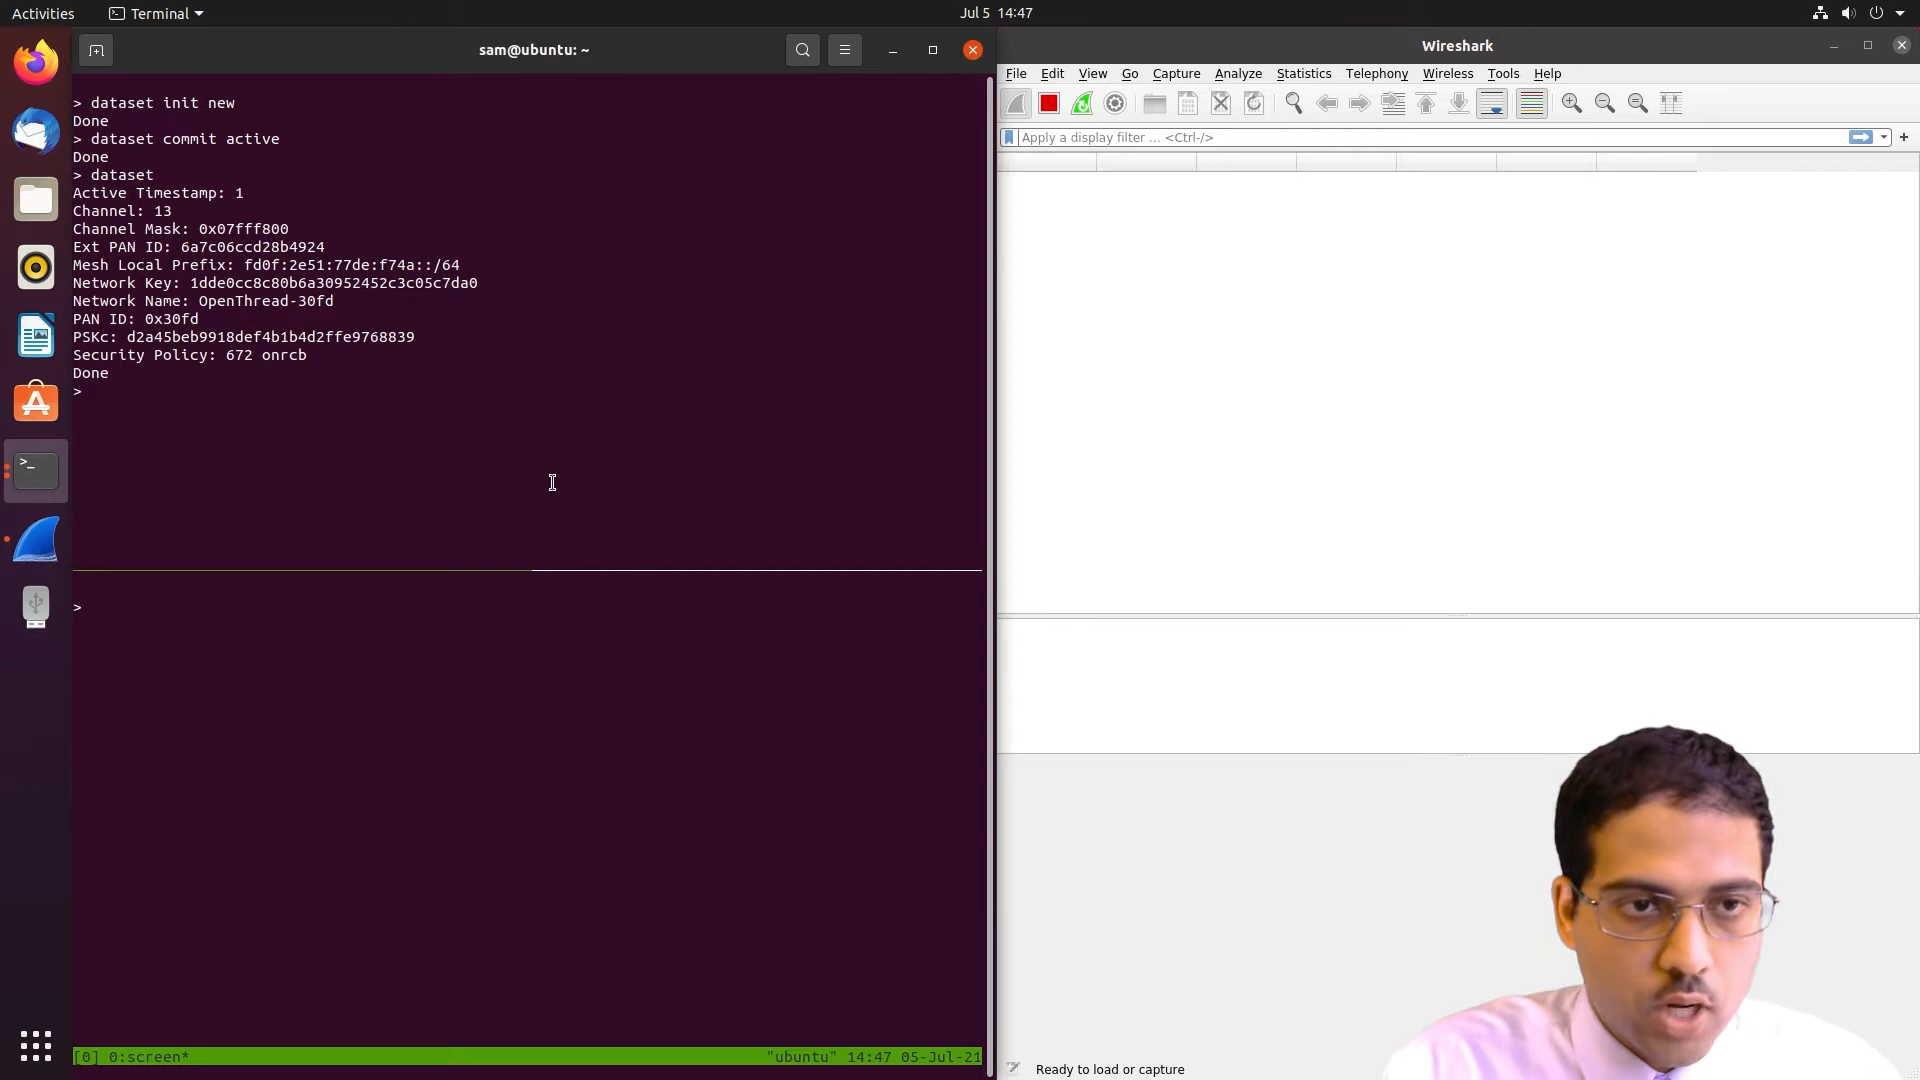 Activities
Terminal
Jul 5 14:47
sam@ubuntu: ~
> dataset init new
Done
> dataset commit active
Done
> dataset
Active Timestamp: 1
Channel: 13
Channel Mask: 0x07fff800
Ext PAN ID: 6a7c06ccd28b4924
Mesh Local Prefix: fd0f:2e51:77de:f74a::/64
Network Key: 1dde0cc8c80b6a30952452c3c05c7da0
Network Name: OpenThread-30fd
PAN ID: 0x30fd
PSKc: d2a45beb9918def4b1b4d2ffe9768839
Security Policy: 672 onrcb
Done
>
>
[0] 0:screen* "ubuntu" 14:47 05-Jul-21
Wireshark
File Edit View Go Capture Analyze Statistics Telephony Wireless Tools Help
Apply a display filter … <Ctrl-/>
Ready to load or capture